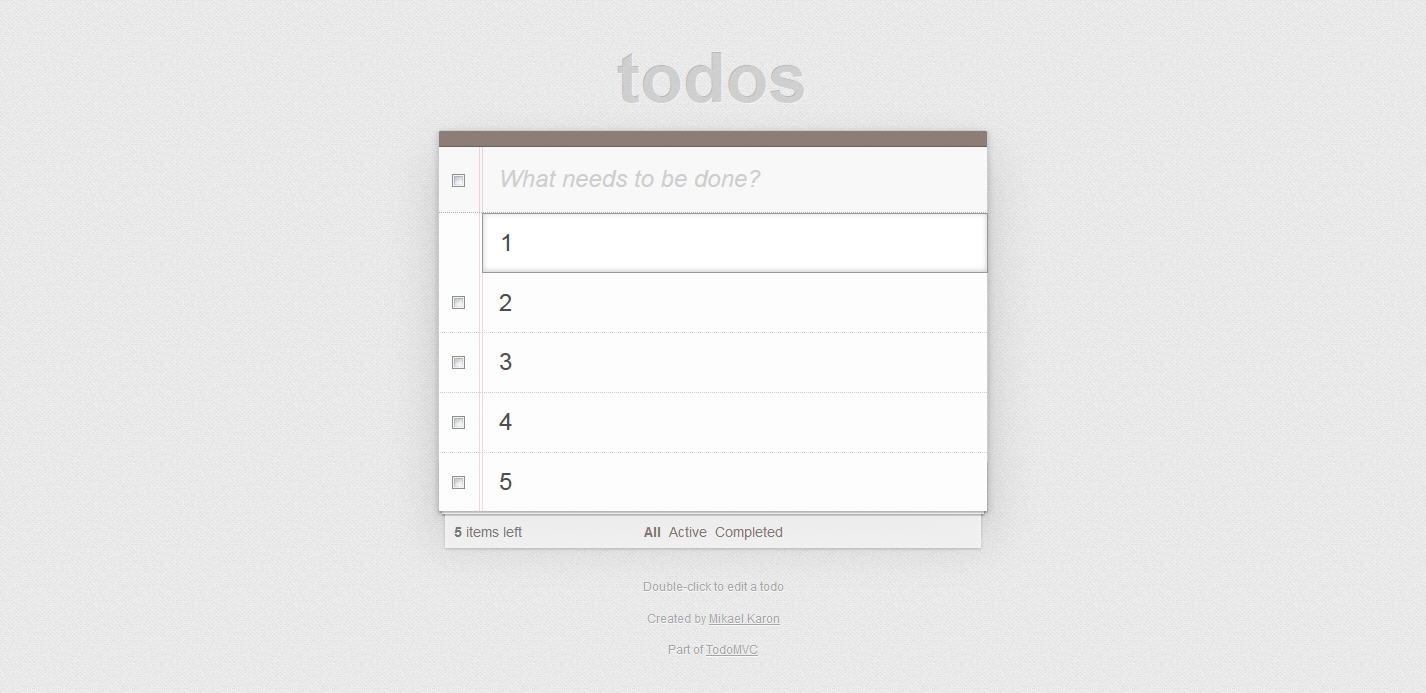 todos
What needs to be done?
1
2
3
4
5
5 items left All Active Completed
Double-click to edit a todo
Created by Mikael Karon
Part of TodoMVC